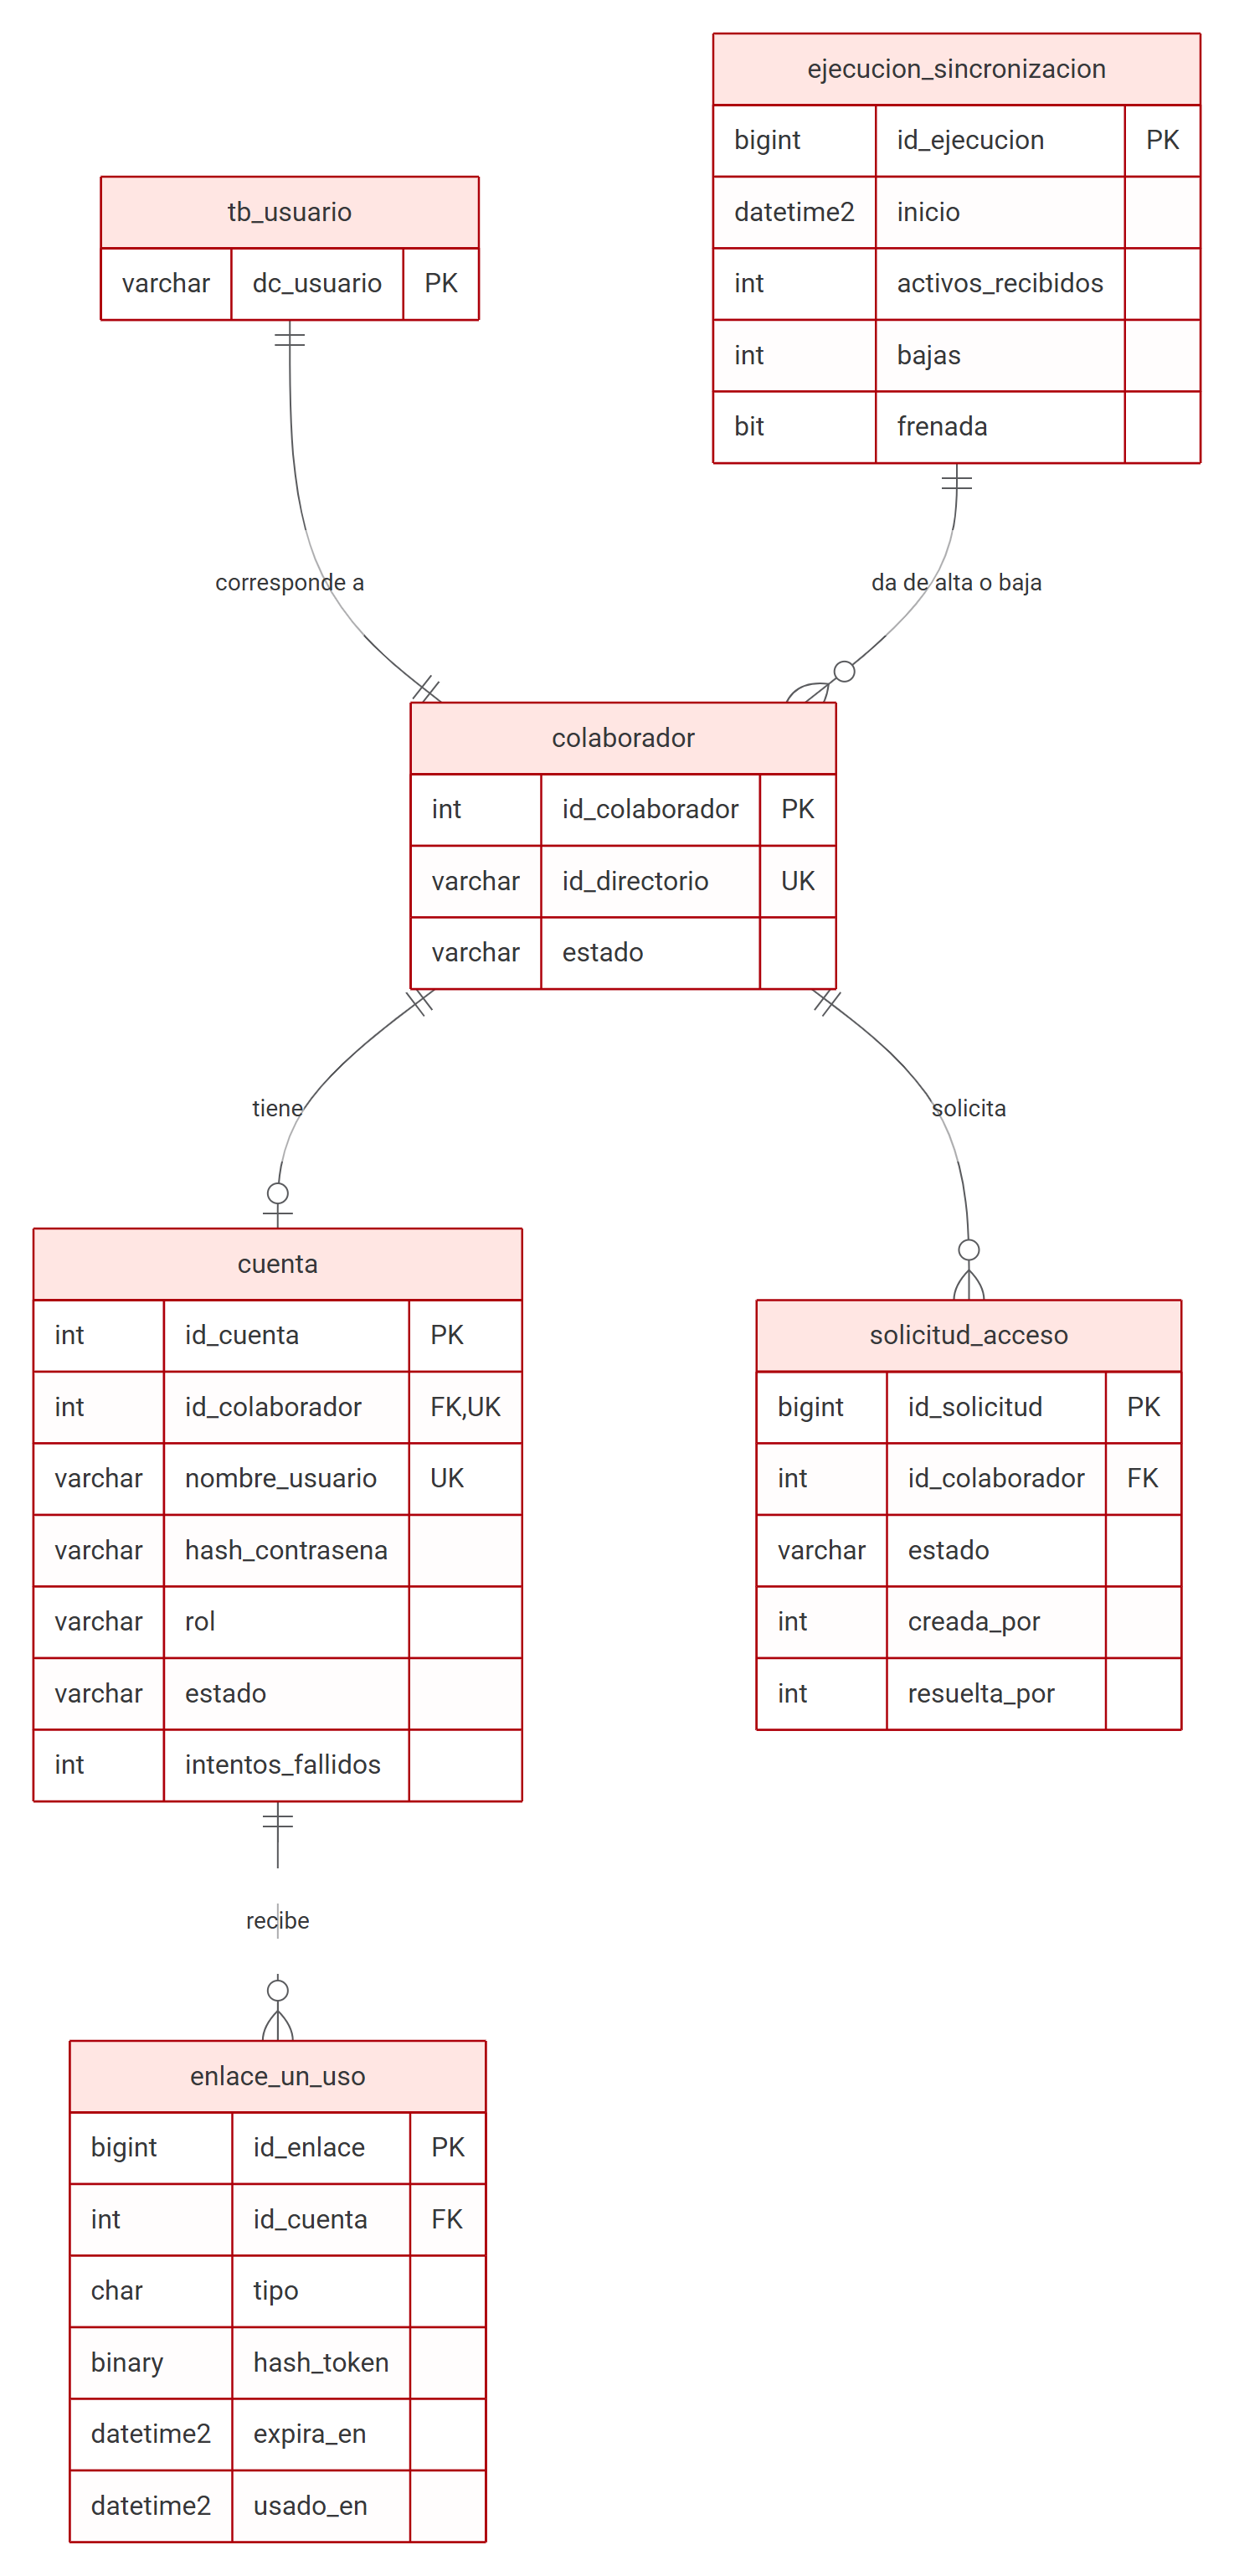 ejecucion_sincronizacion
bigint id_ejecucion PK
datetime2 inicio
int activos_recibidos
int bajas
bit frenada
tb_usuario
varchar dc_usuario PK
corresponde a
da de alta o baja
colaborador
int id_colaborador PK
varchar id_directorio UK
varchar estado
tiene
solicita
cuenta
int id_cuenta PK
int id_colaborador FK,UK
varchar nombre_usuario UK
varchar hash_contrasena
varchar rol
varchar estado
int intentos_fallidos
solicitud_acceso
bigint id_solicitud PK
int id_colaborador FK
varchar estado
int creada_por
int resuelta_por
recibe
enlace_un_uso
bigint id_enlace PK
int id_cuenta FK
char tipo
binary hash_token
datetime2 expira_en
datetime2 usado_en